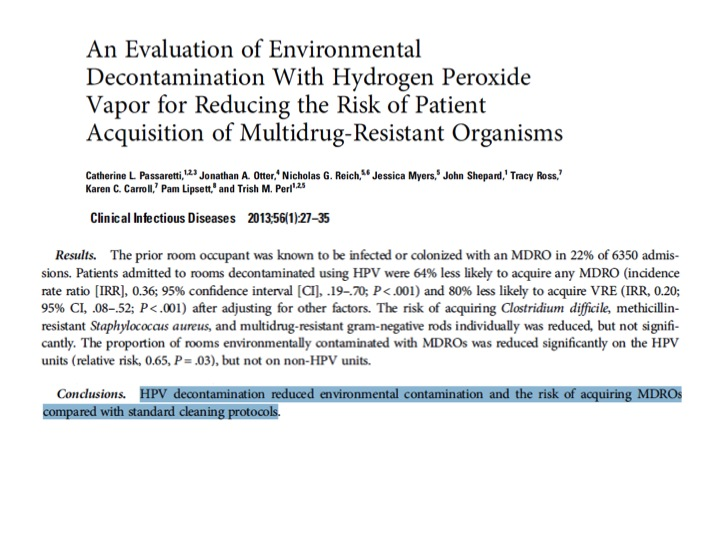 An Evaluation of Environmental
Decontamination With Hydrogen Peroxide
Vapor for Reducing the Risk of Patient
Acquisition of Multidrug-Resistant Organisms
Catherine L. Passaretti,1,2,3 Jonathan A. Otter,4 Nicholas G. Reich,5,6 Jessica Myers,5 John Shepard,1 Tracy Ross,7
Karen C. Carroll,7 Pam Lipsett,8 and Trish M. Perl1,2,5
Clinical Infectious Diseases 2013;56(1):27–35
Results. The prior room occupant was known to be infected or colonized with an MDRO in 22% of 6350 admis-
sions. Patients admitted to rooms decontaminated using HPV were 64% less likely to acquire any MDRO (incidence
rate ratio [IRR], 0.36; 95% confidence interval [CI], .19–.70; P < .001) and 80% less likely to acquire VRE (IRR, 0.20;
95% CI, .08–.52; P < .001) after adjusting for other factors. The risk of acquiring Clostridium difficile, methicillin-
resistant Staphylococcus aureus, and multidrug-resistant gram-negative rods individually was reduced, but not signifi-
cantly. The proportion of rooms environmentally contaminated with MDROs was reduced significantly on the HPV
units (relative risk, 0.65, P = .03), but not on non-HPV units.
Conclusions. HPV decontamination reduced environmental contamination and the risk of acquiring MDROs
compared with standard cleaning protocols.